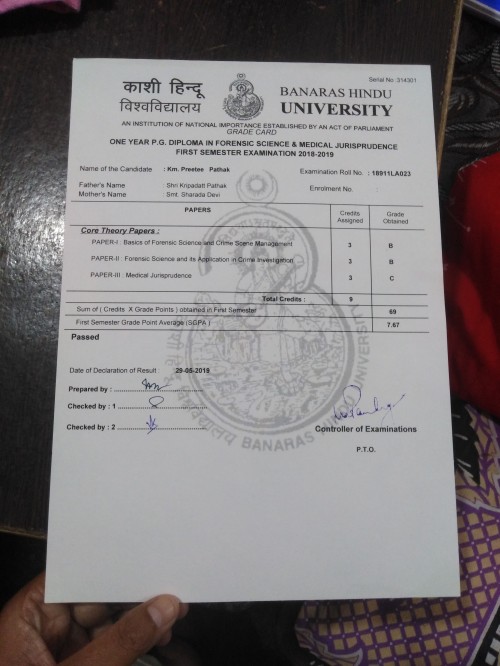 Serial No: 314301
काशी हिन्दू
विश्वविद्यालय
BANARAS HINDU
UNIVERSITY
AN INSTITUTION OF NATIONAL IMPORTANCE ESTABLISHED BY AN ACT OF PARLIAMENT
GRADE CARD
ONE YEAR P.G. DIPLOMA IN FORENSIC SCIENCE & MEDICAL JURISPRUDENCE
FIRST SEMESTER EXAMINATION 2018-2019
Name of the Candidate : Km. Preetee Pathak Examination Roll No. : 18911LA023
Father's Name : Shri Kripadatt Pathak Enrolment No. :
Mother's Name : Smt. Sharada Devi
PAPERS Credits Assigned Grade Obtained
Core Theory Papers :
PAPER-I : Basics of Forensic Science and Crime Scene Management 3 B
PAPER-II : Forensic Science and its Application in Crime Investigation 3 B
PAPER-III : Medical Jurisprudence 3 C
Total Credits : 9
Sum of ( Credits X Grade Points ) obtained in First Semester 69
First Semester Grade Point Average (SGPA ) 7.67
Passed
Date of Declaration of Result : 29-05-2019
Prepared by : ....................
Checked by : 1 ....................
Checked by : 2 ....................
Controller of Examinations
P.T.O.
BANARAS HINDU UNIVERSITY